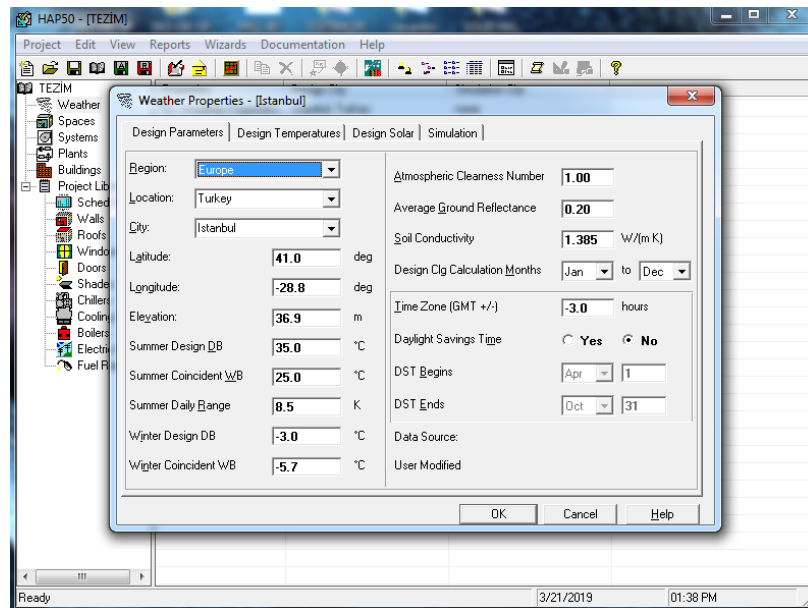 HAP50 - [TEZİM]
Project Edit View Reports Wizards Documentation Help
TEZİM
Weather
Spaces
Systems
Plants
Buildings
Project Lib
Sched
Walls
Roofs
Windo
Doors
Shade
Chillers
Coolin
Boilers
Electri
Fuel R
Weather Properties - [Istanbul]
Design Parameters Design Temperatures Design Solar Simulation
Region: Europe
Location: Turkey
City: Istanbul
Latitude: 41.0 deg
Longitude: -28.8 deg
Elevation: 36.9 m
Summer Design DB 35.0 °C
Summer Coincident WB 25.0 °C
Summer Daily Range 8.5 K
Winter Design DB -3.0 °C
Winter Coincident WB -5.7 °C
Atmospheric Clearness Number 1.00
Average Ground Reflectance 0.20
Soil Conductivity 1.385 W/(m K)
Design Clg Calculation Months Jan to Dec
Time Zone (GMT +/-) -3.0 hours
Daylight Savings Time Yes No
DST Begins Apr 1
DST Ends Oct 31
Data Source:
User Modified
OK Cancel Help
Ready 3/21/2019 01:38 PM